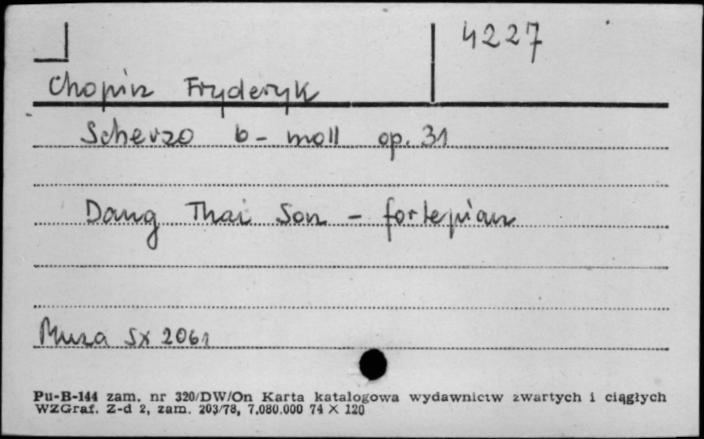 4227
Chopin Fryderyk
Scherzo b-moll op. 31
Dang Thai Son - fortepian
Muza SX 2061
Pu-B-144 zam. nr 320/DW/On Karta katalogowa wydawnictw zwartych i ciągłych
WZGraf. Z-d 2, zam. 203/78, 7.080.000 74 X 120